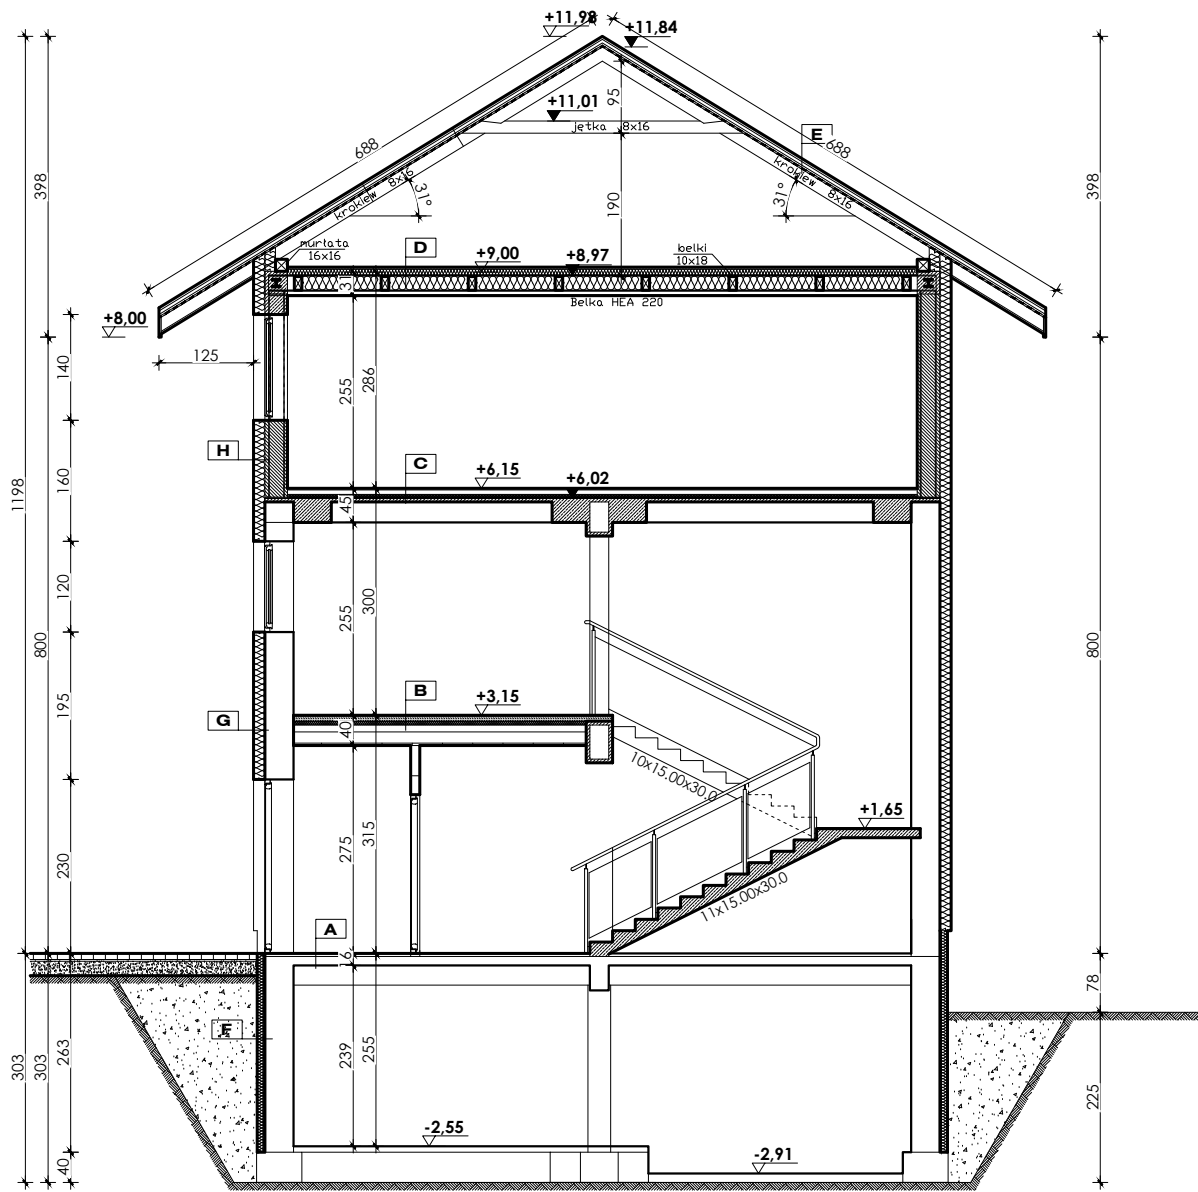 +11,98
+11,84
+11,01
95
jętka 8x16
E
688
688
398
398
krokiew 8x16
krokiew 8x16
31°
31°
190
murłata
16x16
D
+9,00
+8,97
belki
10x18
31
Belka HEA 220
+8,00
125
140
255
286
H
C
+6,15
+6,02
1198
160
45
120
255
300
800
800
B
+3,15
195
G
40
10x15.00x30.0
+1,65
230
275
315
11x15.00x30.0
A
16
78
F
303
303
263
239
255
225
-2,55
-2,91
40